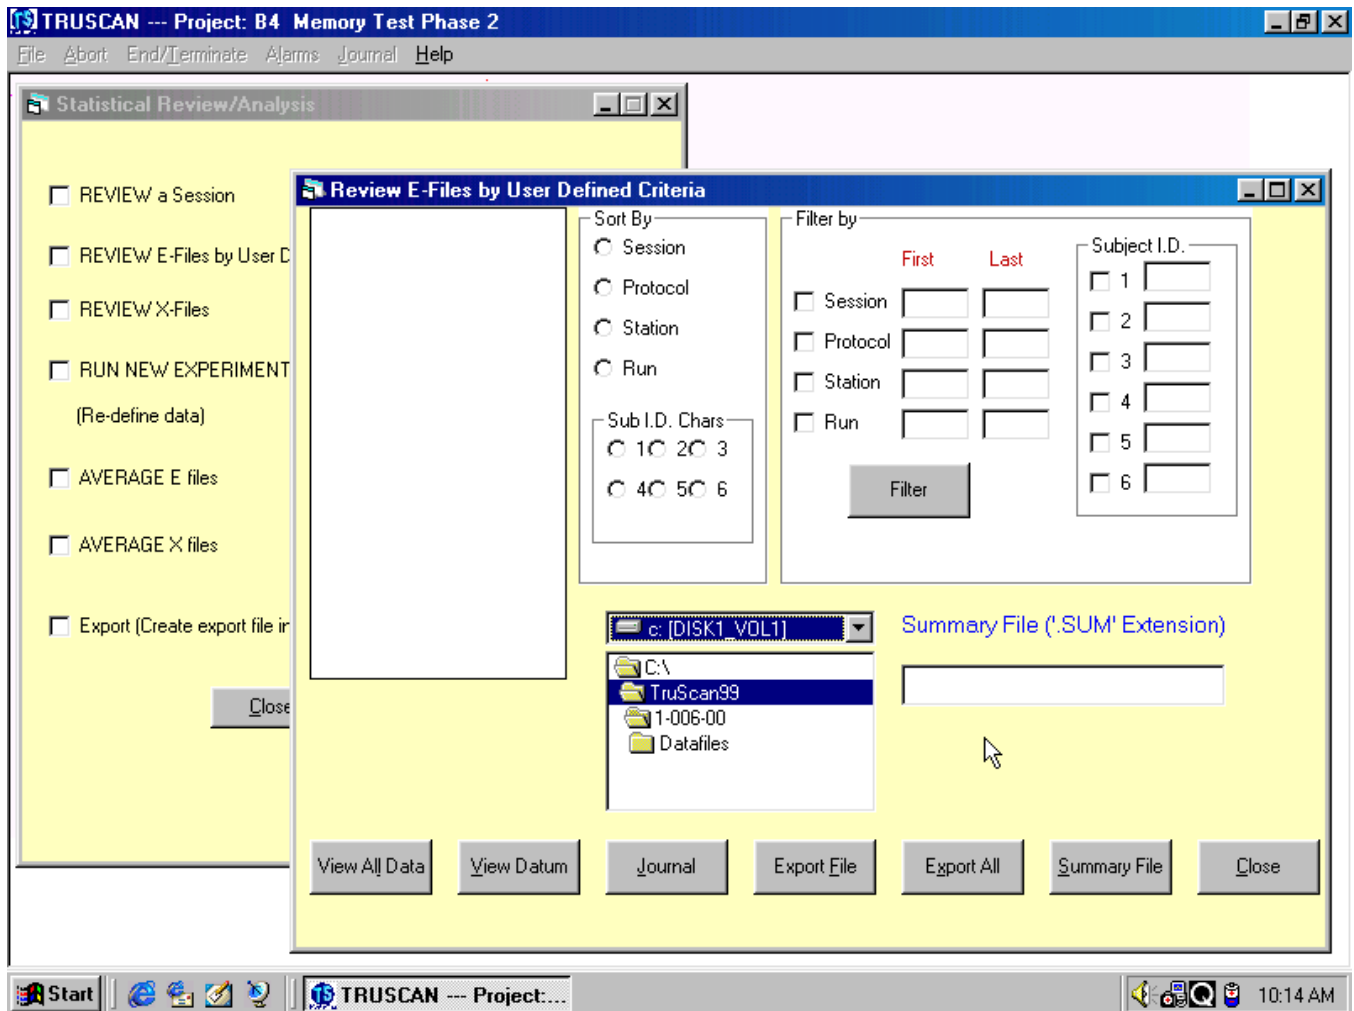 TRUSCAN --- Project: B4 Memory Test Phase 2
File Abort End/Terminate Alarms Journal Help
Statistical Review/Analysis
REVIEW a Session
REVIEW E-Files by User D
REVIEW X-Files
RUN NEW EXPERIMENT
(Re-define data)
AVERAGE E files
AVERAGE X files
Export (Create export file in
Close
Review E-Files by User Defined Criteria
Sort By
Session
Protocol
Station
Run
Sub I.D. Chars
1 2 3
4 5 6
Filter by
First Last
Session
Protocol
Station
Run
Filter
Subject I.D.
1
2
3
4
5
6
c: [DISK1_VOL1]
C:\
TruScan99
1-006-00
Datafiles
Summary File ('.SUM' Extension)
View All Data View Datum Journal Export File Export All Summary File Close
Start TRUSCAN --- Project:... 10:14 AM